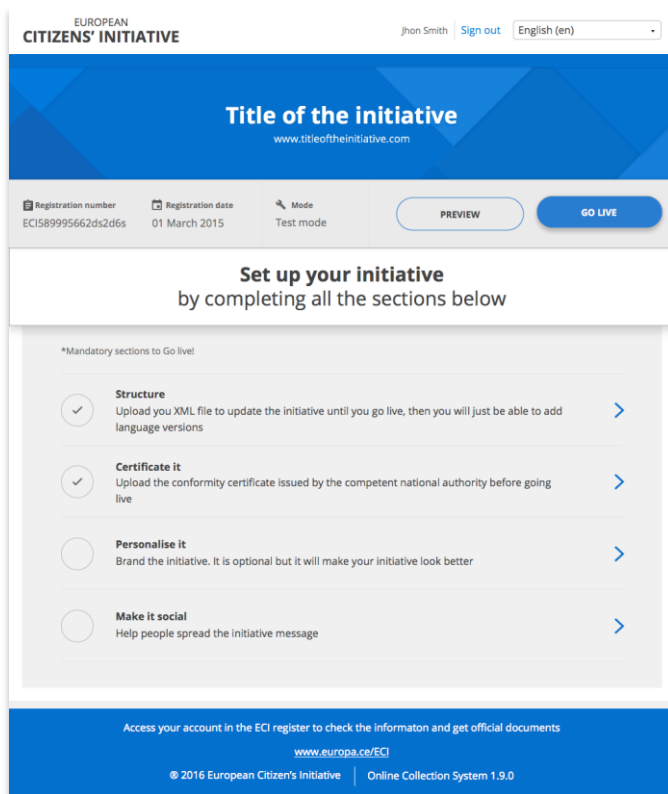 EUROPEAN
CITIZENS' INITIATIVE
Jhon Smith
Sign out
English (en)
Title of the initiative
www.titleoftheinitiative.com
Registration number
ECI589995662ds2d6s
Registration date
01 March 2015
Mode
Test mode
PREVIEW
GO LIVE
Set up your initiative
by completing all the sections below
*Mandatory sections to Go live!
Structure
Upload you XML file to update the initiative until you go live, then you will just be able to add
language versions
Certificate it
Upload the conformity certificate issued by the competent national authority before going
live
Personalise it
Brand the initiative. It is optional but it will make your initiative look better
Make it social
Help people spread the initiative message
Access your account in the ECI register to check the informaton and get official documents
www.europa.ce/ECI
® 2016 European Citizen's Initiative
Online Collection System 1.9.0